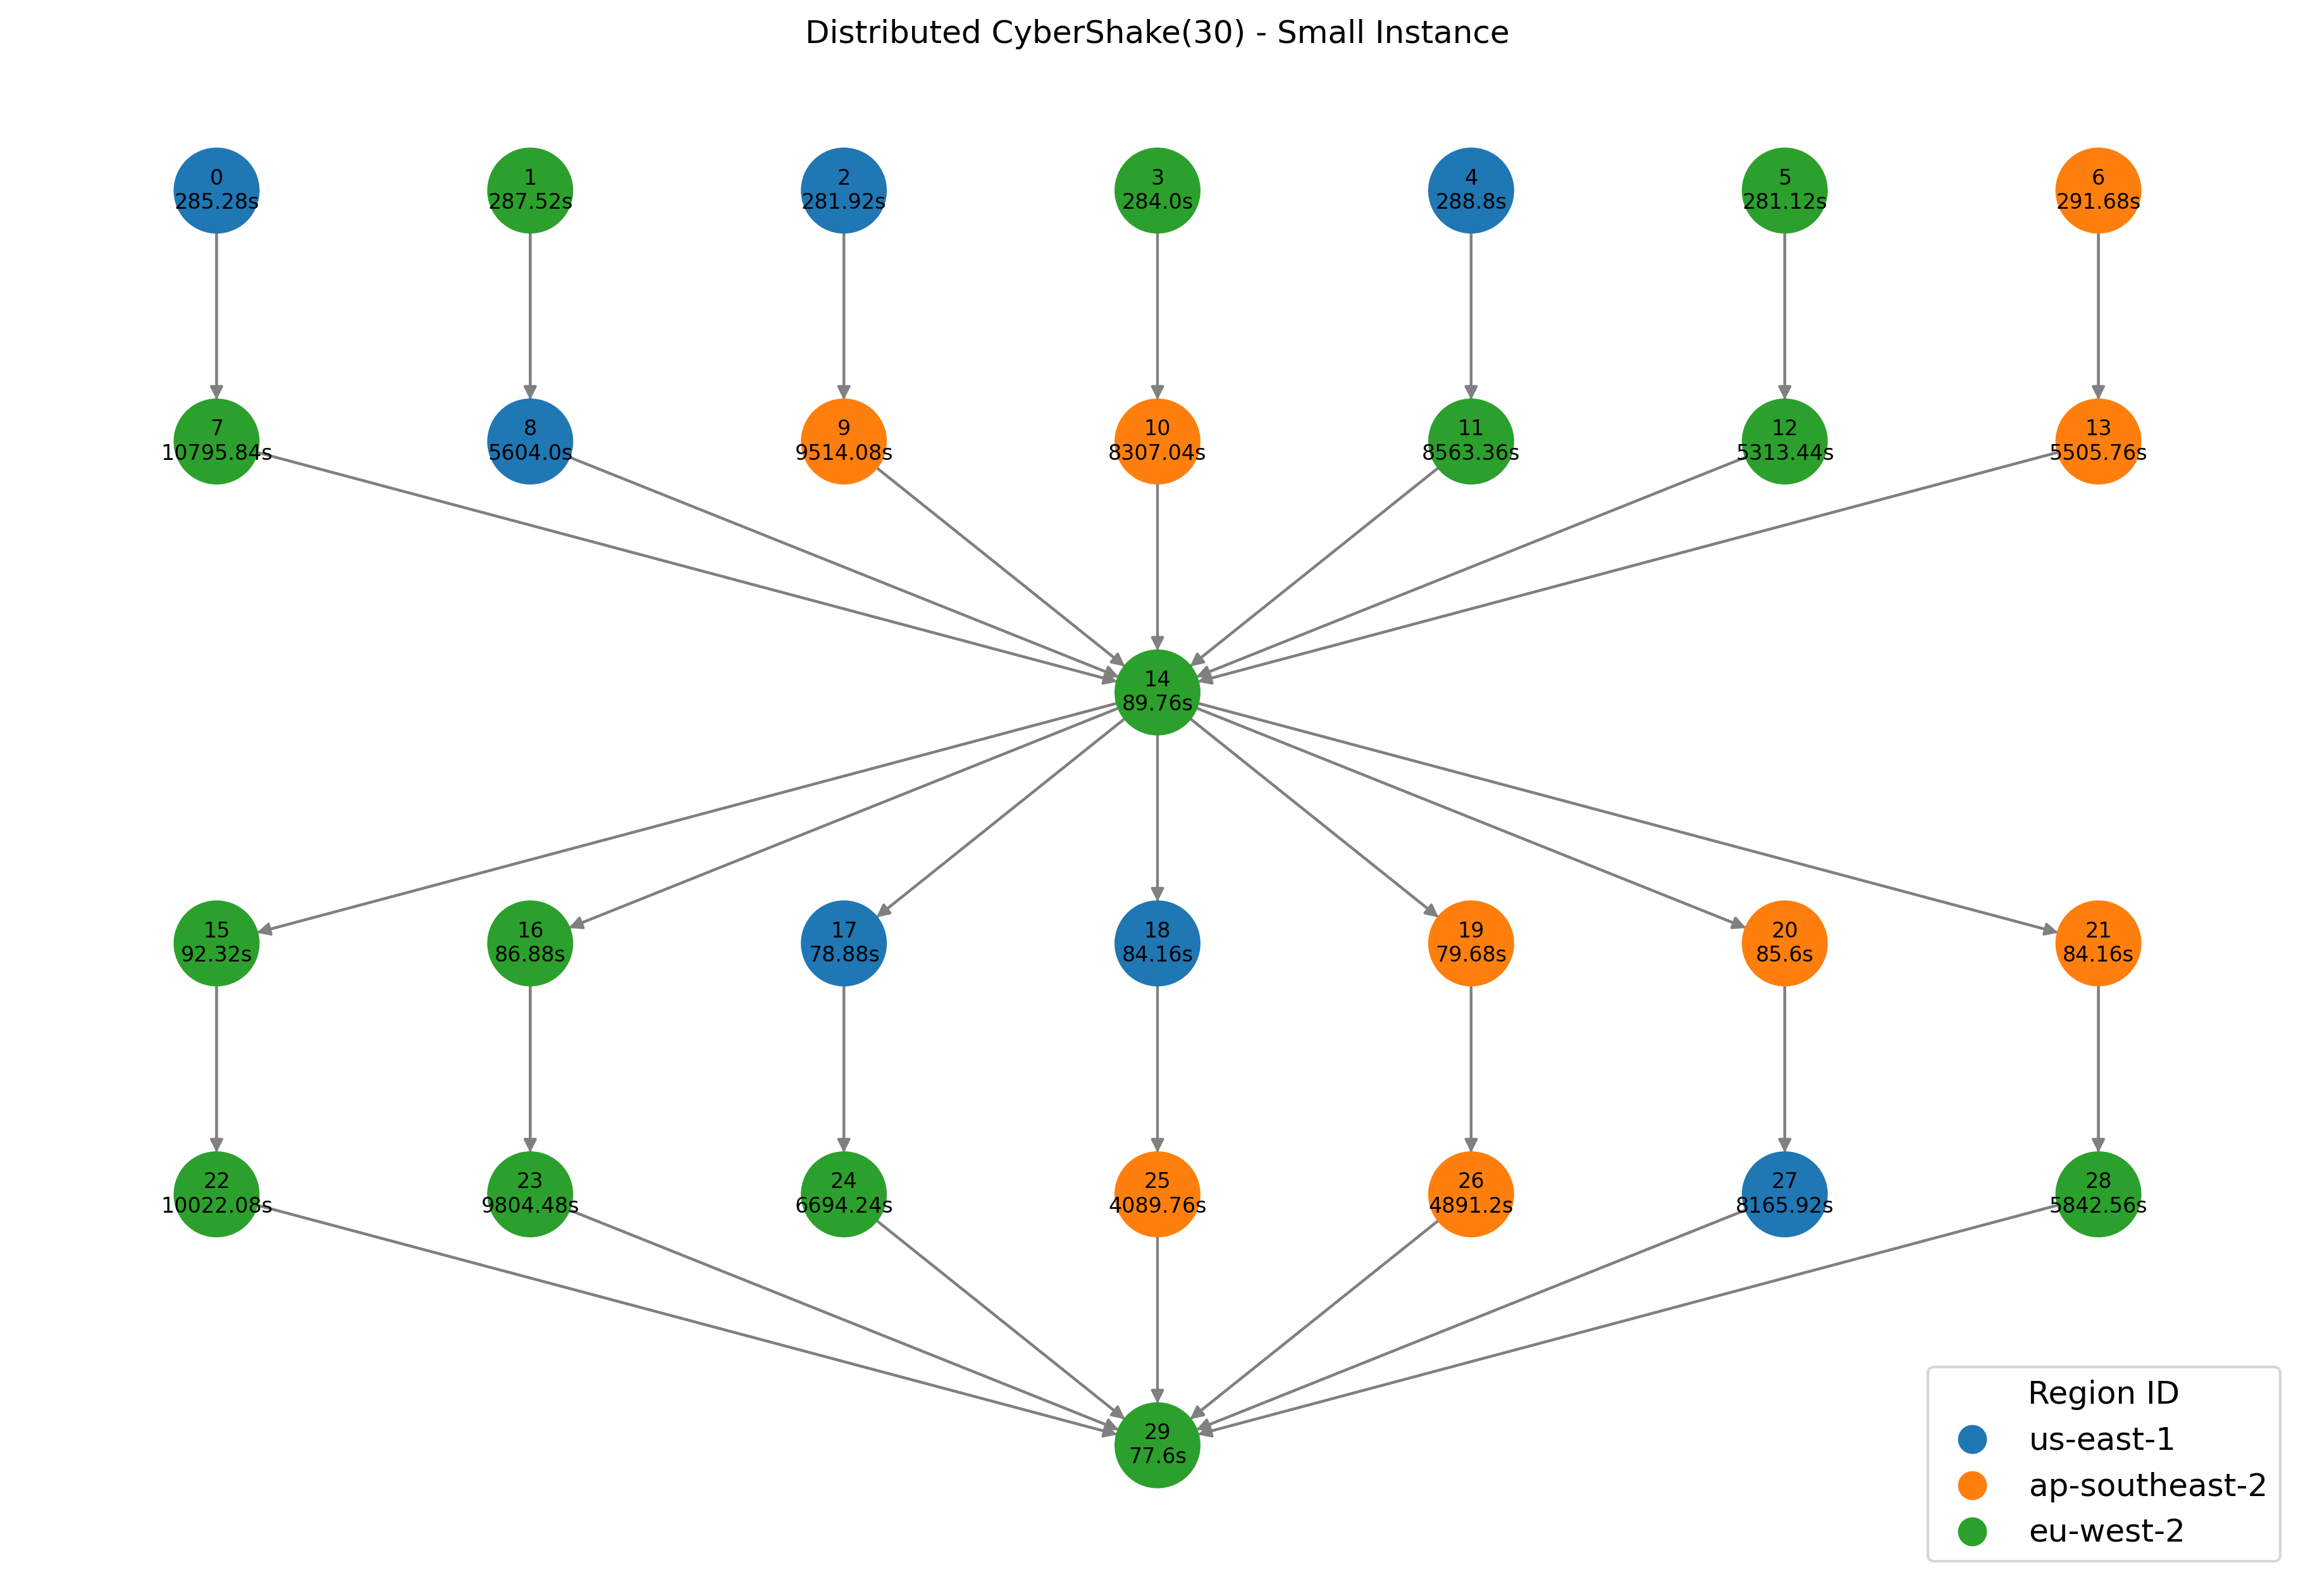 Distributed CyberShake(30) - Small Instance
0
285.28s
1
287.52s
2
281.92s
3
284.0s
4
288.8s
5
281.12s
6
291.68s
7
10795.84s
8
5604.0s
9
9514.08s
10
8307.04s
11
8563.36s
12
5313.44s
13
5505.76s
14
89.76s
15
92.32s
16
86.88s
17
78.88s
18
84.16s
19
79.68s
20
85.6s
21
84.16s
22
10022.08s
23
9804.48s
24
6694.24s
25
4089.76s
26
4891.2s
27
8165.92s
28
5842.56s
29
77.6s
Region ID
us-east-1
ap-southeast-2
eu-west-2